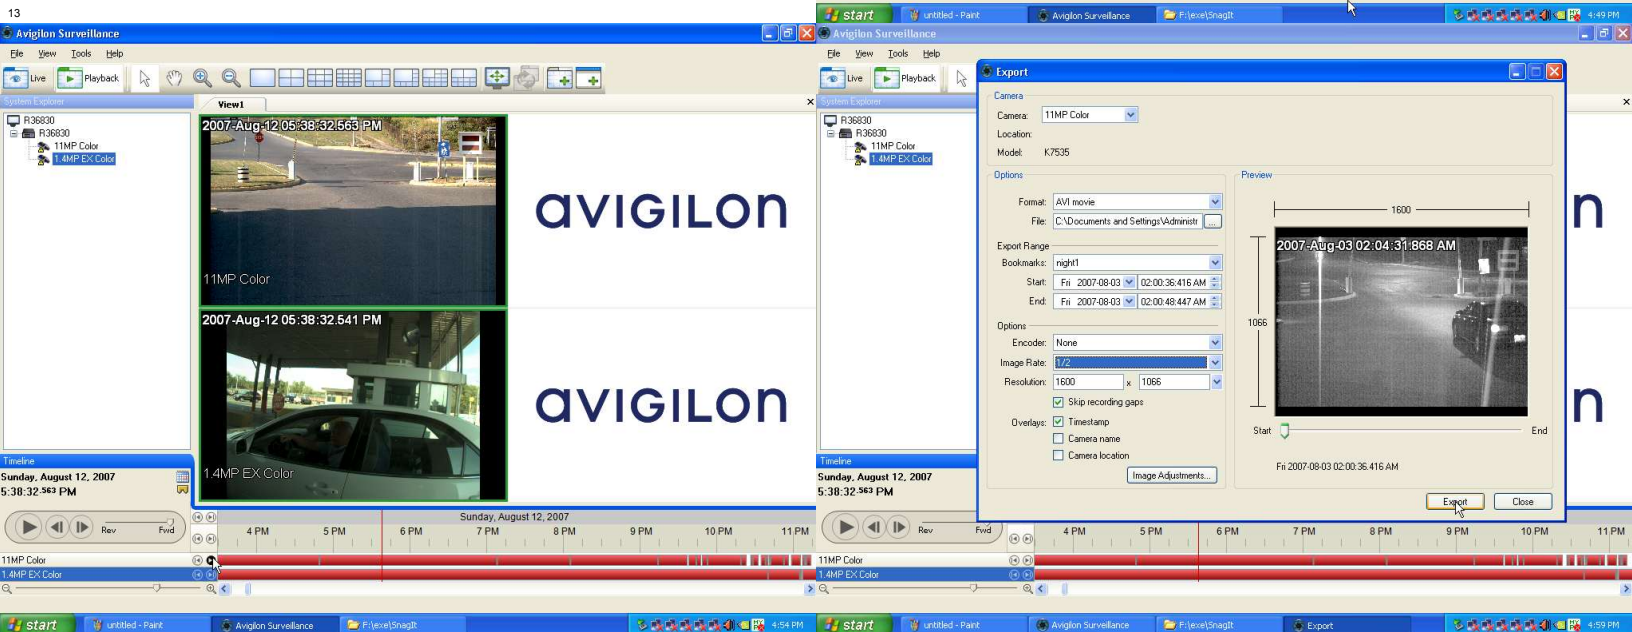 13
Avigilon Surveillance
File View Tools Help
Live Playback
System Explorer
R36830
R36830
11MP Color
1.4MP EX Color
View1
2007-Aug-12 05:38:32.563 PM
11MP Color
AVIGILON
2007-Aug-12 05:38:32.541 PM
1.4MP EX Color
AVIGILON
Timeline
Sunday, August 12, 2007
5:38:32.563 PM
Rev Fwd
Sunday, August 12, 2007
4 PM 5 PM 6 PM 7 PM 8 PM 9 PM 10 PM 11 PM
11MP Color
1.4MP EX Color
start untitled - Paint Avigilon Surveillance F:\exe\SnagIt 4:54 PM
start untitled - Paint Avigilon Surveillance F:\exe\SnagIt 4:49 PM
Avigilon Surveillance
File View Tools Help
Live Playback
System Explorer
R36830
R36830
11MP Color
1.4MP EX Color
Export
Camera
Camera: 11MP Color
Location:
Model: K7535
Options
Format: AVI movie
File: C:\Documents and Settings\Administr ...
Export Range
Bookmarks: night1
Start: Fri 2007-08-03 02:00:36:416 AM
End: Fri 2007-08-03 02:00:48:447 AM
Options
Encoder: None
Image Rate: 1/2
Resolution: 1600 x 1066
Skip recording gaps
Overlays: Timestamp
Camera name
Camera location
Image Adjustments...
Preview
1600
1066
2007-Aug-03 02:04:31:868 AM
Start End
Fri 2007-08-03 02:00:36.416 AM
Export Close
n
n
Timeline
Sunday, August 12, 2007
5:38:32.563 PM
Rev Fwd
4 PM 5 PM 6 PM 7 PM 8 PM 9 PM 10 PM 11 PM
11MP Color
1.4MP EX Color
start untitled - Paint Avigilon Surveillance F:\exe\SnagIt Export 4:59 PM